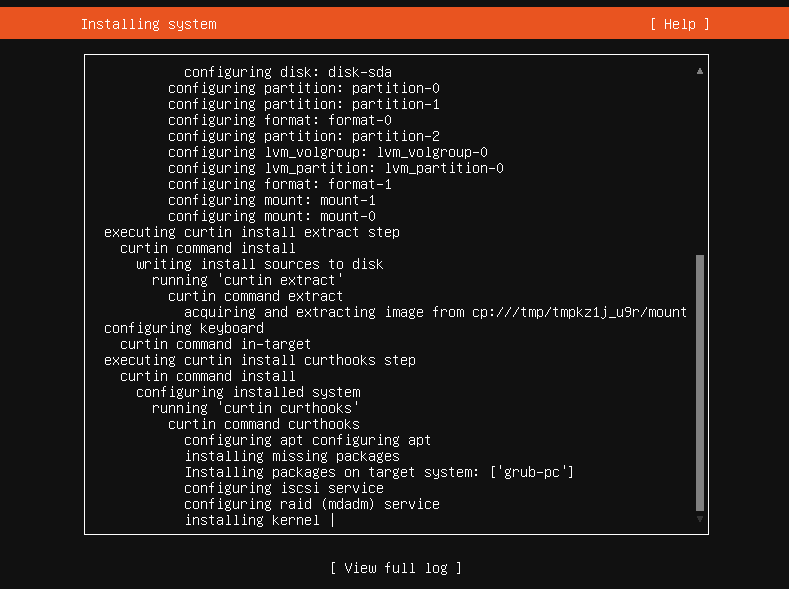 Installing system [ Help ]
configuring disk: disk-sda
configuring partition: partition-0
configuring partition: partition-1
configuring format: format-0
configuring partition: partition-2
configuring lvm_volgroup: lvm_volgroup-0
configuring lvm_partition: lvm_partition-0
configuring format: format-1
configuring mount: mount-1
configuring mount: mount-0
executing curtin install extract step
curtin command install
writing install sources to disk
running 'curtin extract'
curtin command extract
acquiring and extracting image from cp:///tmp/tmpkz1j_u9r/mount
configuring keyboard
curtin command in-target
executing curtin install curthooks step
curtin command install
configuring installed system
running 'curtin curthooks'
curtin command curthooks
configuring apt configuring apt
installing missing packages
Installing packages on target system: ['grub-pc']
configuring iscsi service
configuring raid (mdadm) service
installing kernel |
[ View full log ]